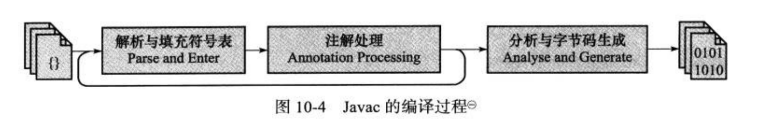 {}
解析与填充符号表
Parse and Enter
注解处理
Annotation Processing
分析与字节码生成
Analyse and Generate
0101
1010
图 10-4 Javac 的编译过程㊀